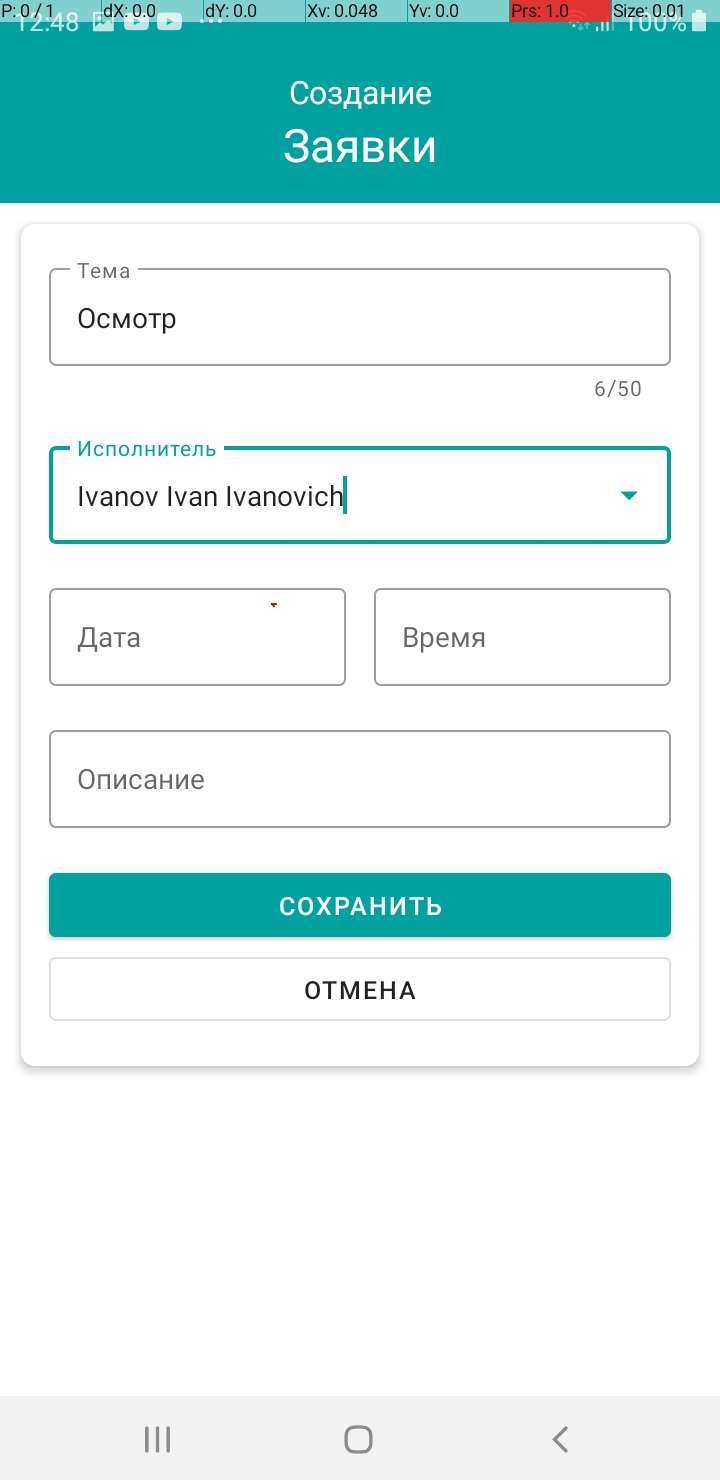 P: 0 / 1 dX: 0.0 dY: 0.0 Xv: 0.048 Yv: 0.0 Prs: 1.0 Size: 0.01
12:48 100%
Создание
Заявки
Тема
Осмотр
6/50
Исполнитель
Ivanov Ivan Ivanovich
Дата Время
Описание
СОХРАНИТЬ
ОТМЕНА